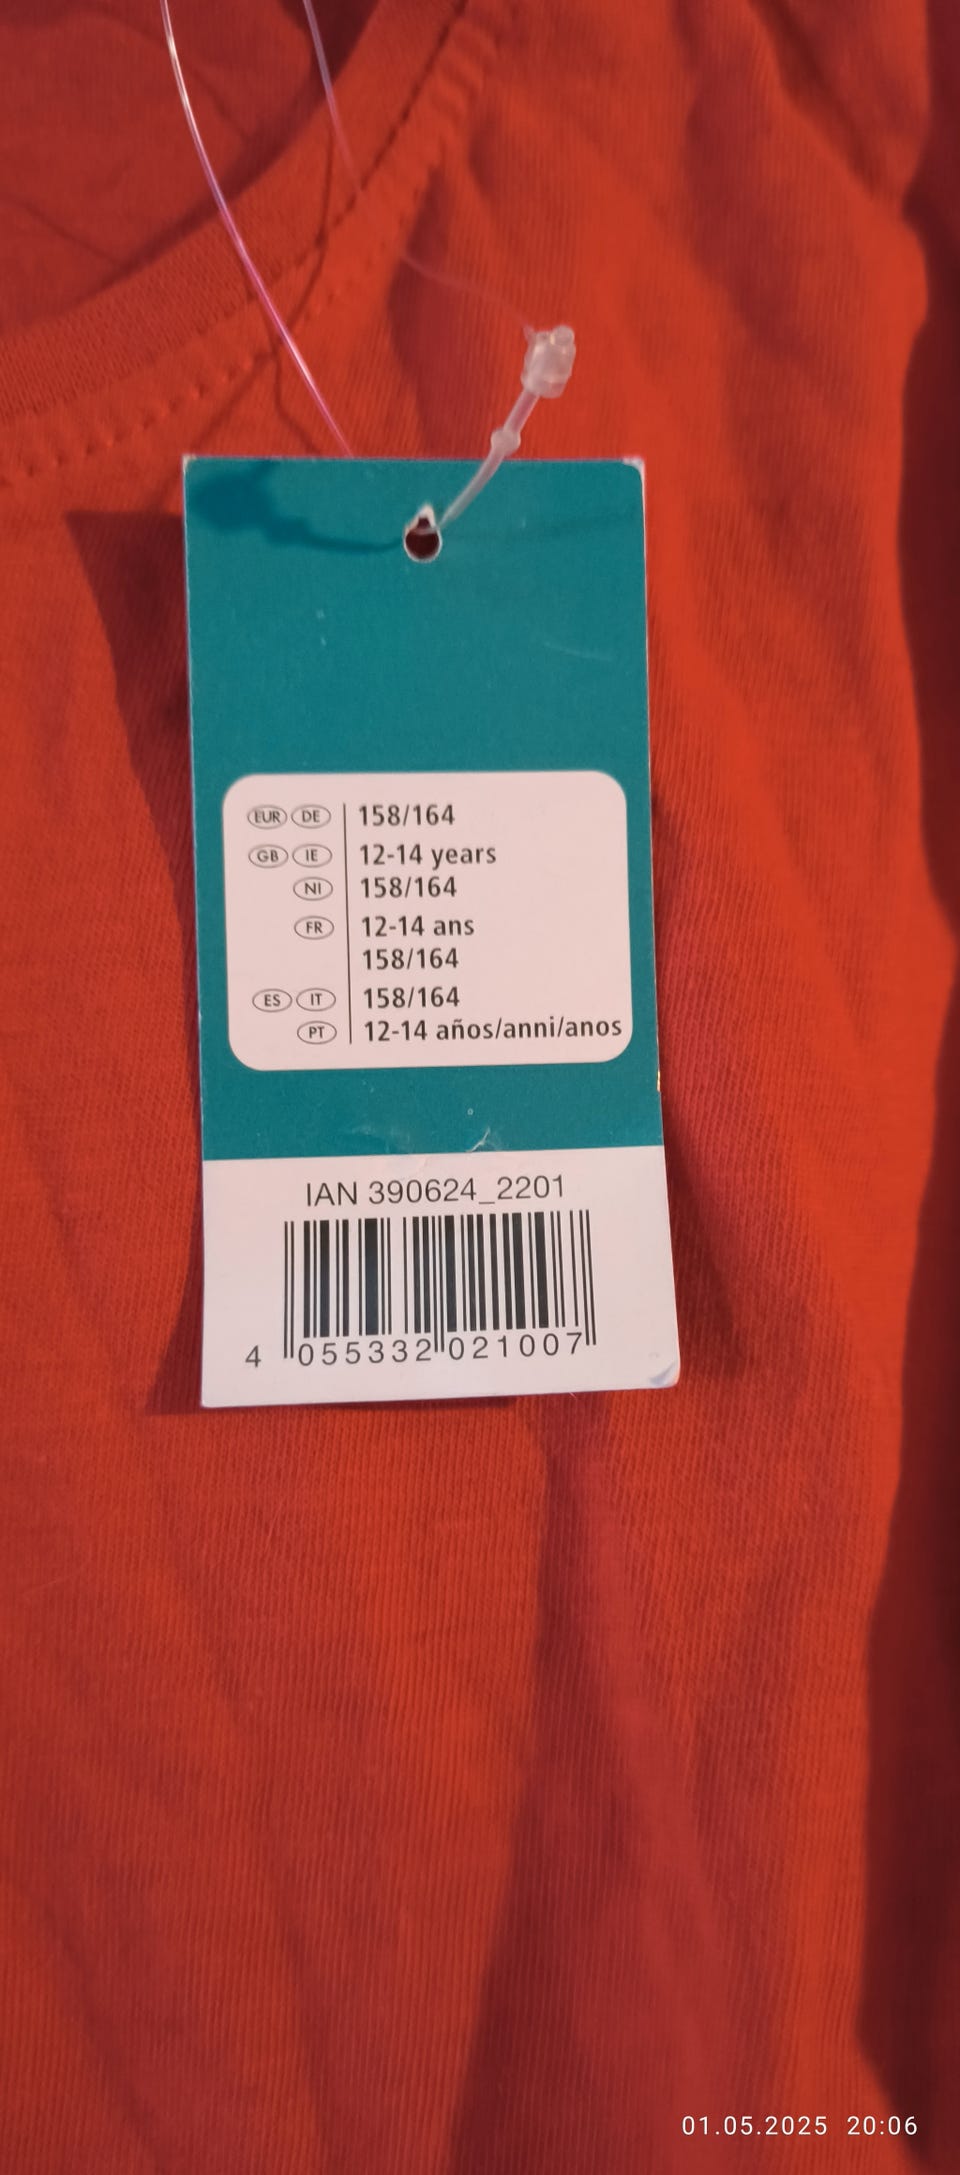 EUR DE 158/164
GB IE 12-14 years
NI 158/164
FR 12-14 ans
158/164
ES IT 158/164
PT 12-14 años/anni/anos
IAN 390624_2201
4 055332 021007
01.05.2025 20:06